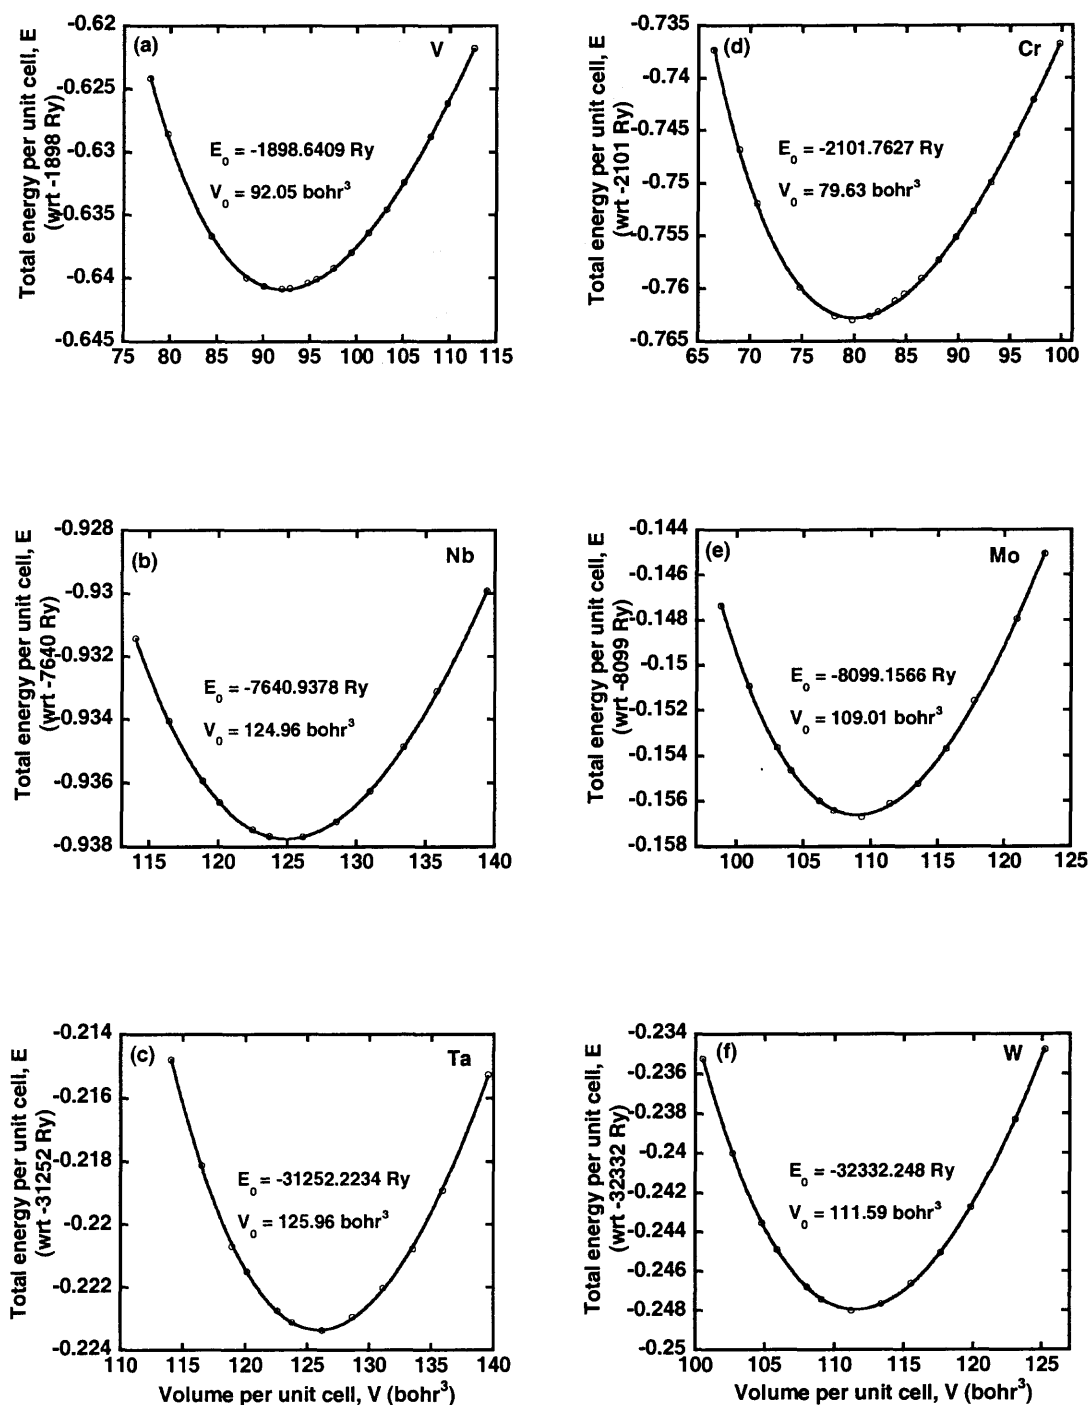 (a)
V
Total energy per unit cell, E
(wrt -1898 Ry)
-0.62
-0.625
-0.63
-0.635
-0.64
-0.645
E0 = -1898.6409 Ry
V0 = 92.05 bohr³
75 80 85 90 95 100 105 110 115
(d)
Cr
Total energy per unit cell, E
(wrt -2101 Ry)
-0.735
-0.74
-0.745
-0.75
-0.755
-0.76
-0.765
E0 = -2101.7627 Ry
V0 = 79.63 bohr³
65 70 75 80 85 90 95 100
(b)
Nb
Total energy per unit cell, E
(wrt -7640 Ry)
-0.928
-0.93
-0.932
-0.934
-0.936
-0.938
E0 = -7640.9378 Ry
V0 = 124.96 bohr³
115 120 125 130 135 140
(e)
Mo
Total energy per unit cell, E
(wrt -8099 Ry)
-0.144
-0.146
-0.148
-0.15
-0.152
-0.154
-0.156
-0.158
E0 = -8099.1566 Ry
V0 = 109.01 bohr³
100 105 110 115 120 125
(c)
Ta
Total energy per unit cell, E
(wrt -31252 Ry)
-0.214
-0.216
-0.218
-0.22
-0.222
-0.224
E0 = -31252.2234 Ry
V0 = 125.96 bohr³
110 115 120 125 130 135 140
Volume per unit cell, V (bohr³)
(f)
W
Total energy per unit cell, E
(wrt -32332 Ry)
-0.234
-0.236
-0.238
-0.24
-0.242
-0.244
-0.246
-0.248
-0.25
E0 = -32332.248 Ry
V0 = 111.59 bohr³
100 105 110 115 120 125
Volume per unit cell, V (bohr³)